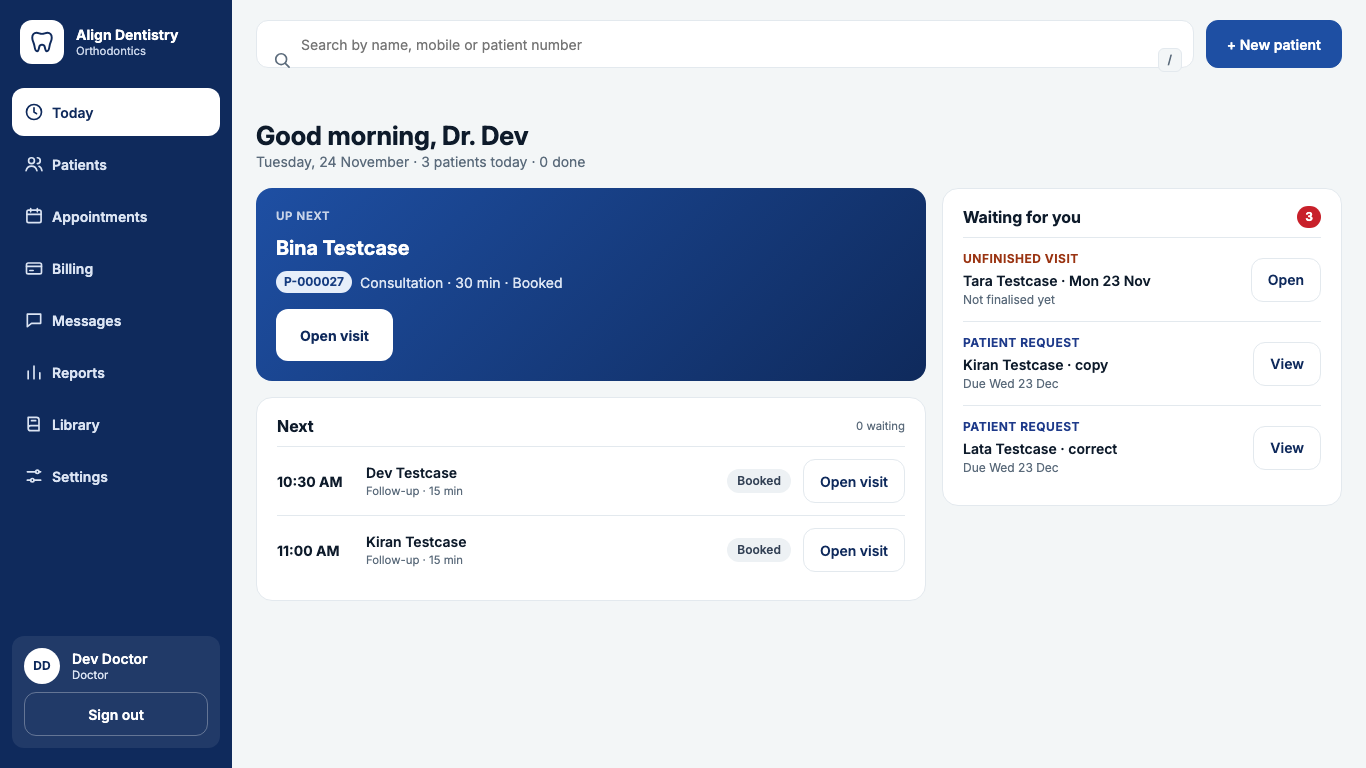 Align Dentistry
Orthodontics
Today
Patients
Appointments
Billing
Messages
Reports
Library
Settings
DD
Dev Doctor
Doctor
Sign out
Search by name, mobile or patient number
/
+ New patient
Good morning, Dr. Dev
Tuesday, 24 November · 3 patients today · 0 done
UP NEXT
Bina Testcase
P-000027 Consultation · 30 min · Booked
Open visit
Next
0 waiting
10:30 AM
Dev Testcase
Follow-up · 15 min
Booked
Open visit
11:00 AM
Kiran Testcase
Follow-up · 15 min
Booked
Open visit
Waiting for you
3
UNFINISHED VISIT
Tara Testcase · Mon 23 Nov
Not finalised yet
Open
PATIENT REQUEST
Kiran Testcase · copy
Due Wed 23 Dec
View
PATIENT REQUEST
Lata Testcase · correct
Due Wed 23 Dec
View